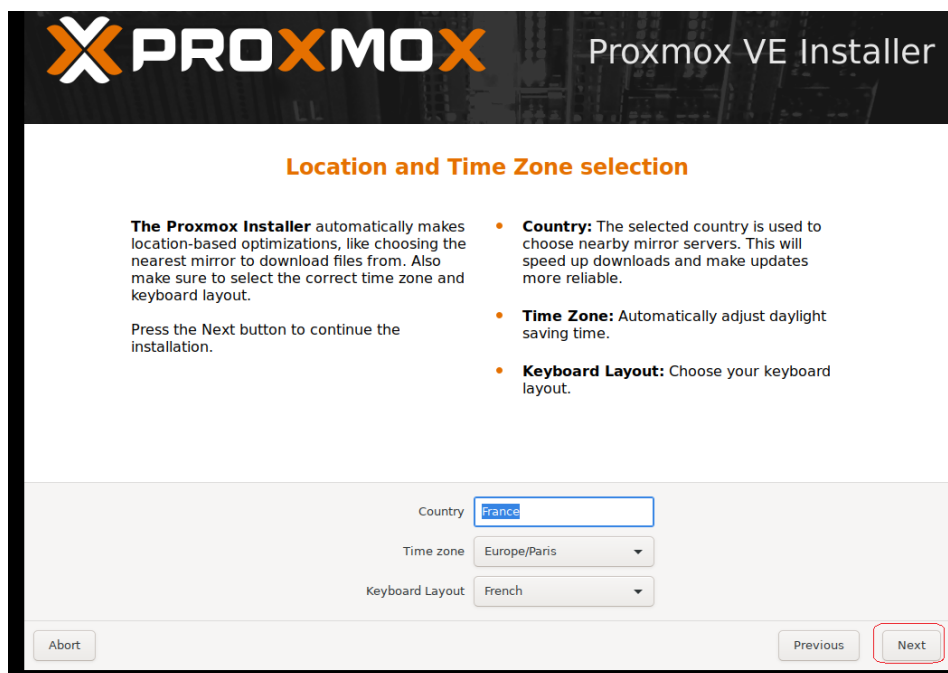 PROXMOX
Proxmox VE Installer
Location and Time Zone selection
The Proxmox Installer automatically makes
location-based optimizations, like choosing the
nearest mirror to download files from. Also
make sure to select the correct time zone and
keyboard layout.
Press the Next button to continue the
installation.
• Country: The selected country is used to
choose nearby mirror servers. This will
speed up downloads and make updates
more reliable.
• Time Zone: Automatically adjust daylight
saving time.
• Keyboard Layout: Choose your keyboard
layout.
Country France
Time zone Europe/Paris
Keyboard Layout French
Abort Previous Next